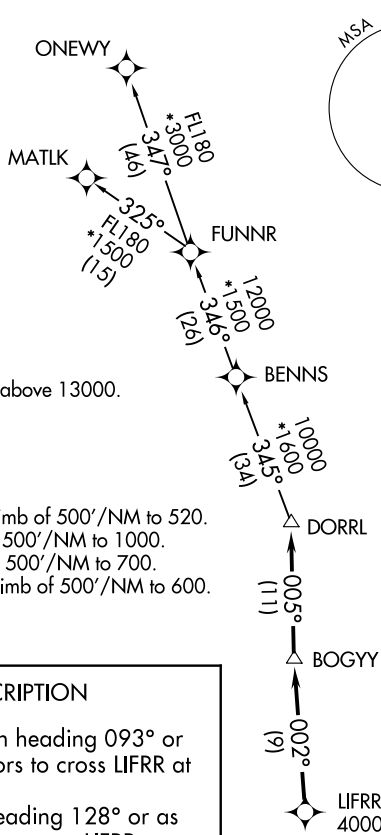 ONEWY
MSA
FL180
*3000
347°
(46)
MATLK
325°
FL180
*1500
(15)
FUNNR
12000
*1500
346°
(26)
BENNS
above 13000.
10000
*1600
345°
(34)
mb of 500'/NM to 520.
500'/NM to 1000.
500'/NM to 700.
imb of 500'/NM to 600.
DORRL
005°
(11)
BOGYY
CRIPTION
n heading 093° or
ors to cross LIFRR at
eading 128° or as
002°
(9)
LIFRR
4000